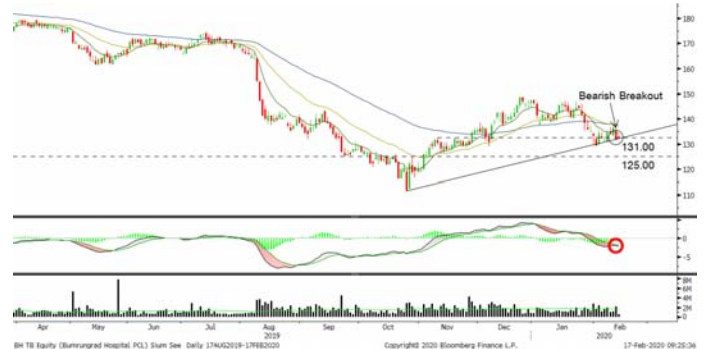 180
170
160
150
140
130
120
110
Bearish Breakout
131.00
125.00
0
-5
8M
6M
4M
2M
0
Apr May Jun Jul Aug Sep Oct Nov Dec Jan Feb
2019 2020
BH TB Equity (Bumrungrad Hospital PCL) Sium See Daily 17AUG2019-17FEB2020 Copyright© 2020 Bloomberg Finance L.P. 17-Feb-2020 09:25:36